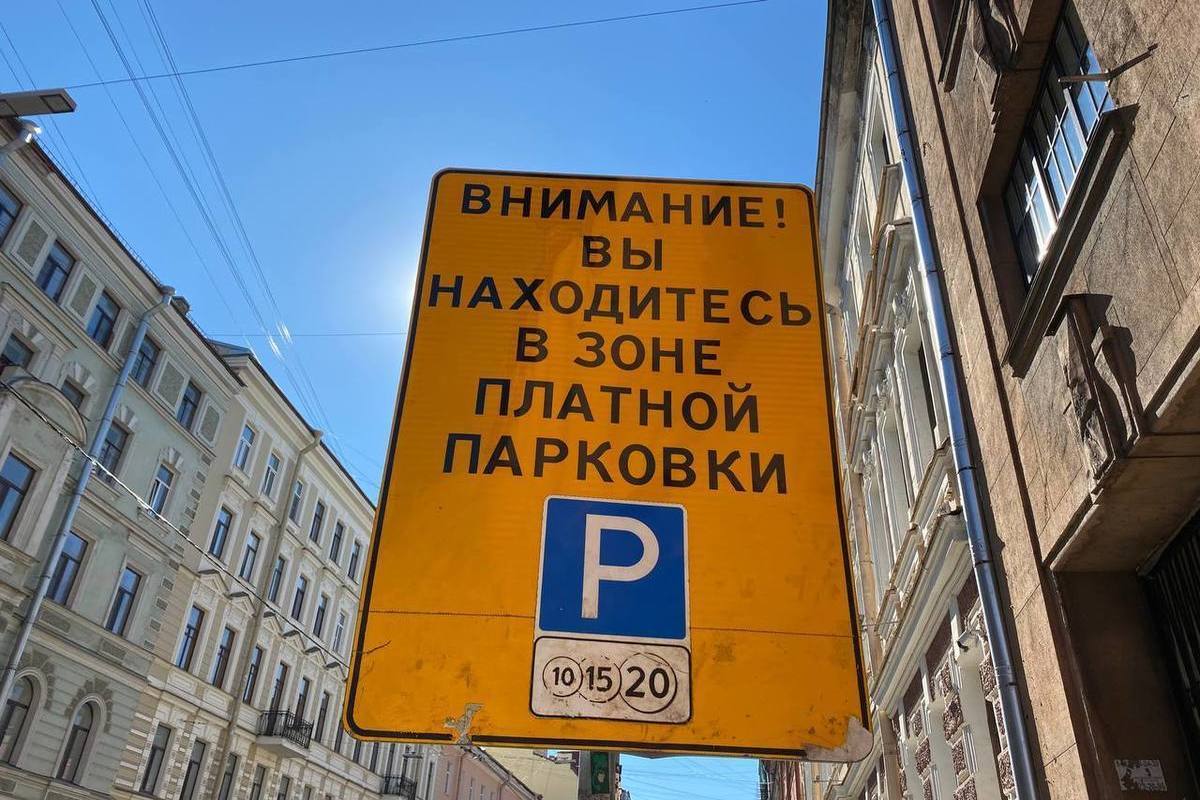 ВНИМАНИЕ!
ВЫ
НАХОДИТЕСЬ
В ЗОНЕ
ПЛАТНОЙ
ПАРКОВКИ
P
10 15 20